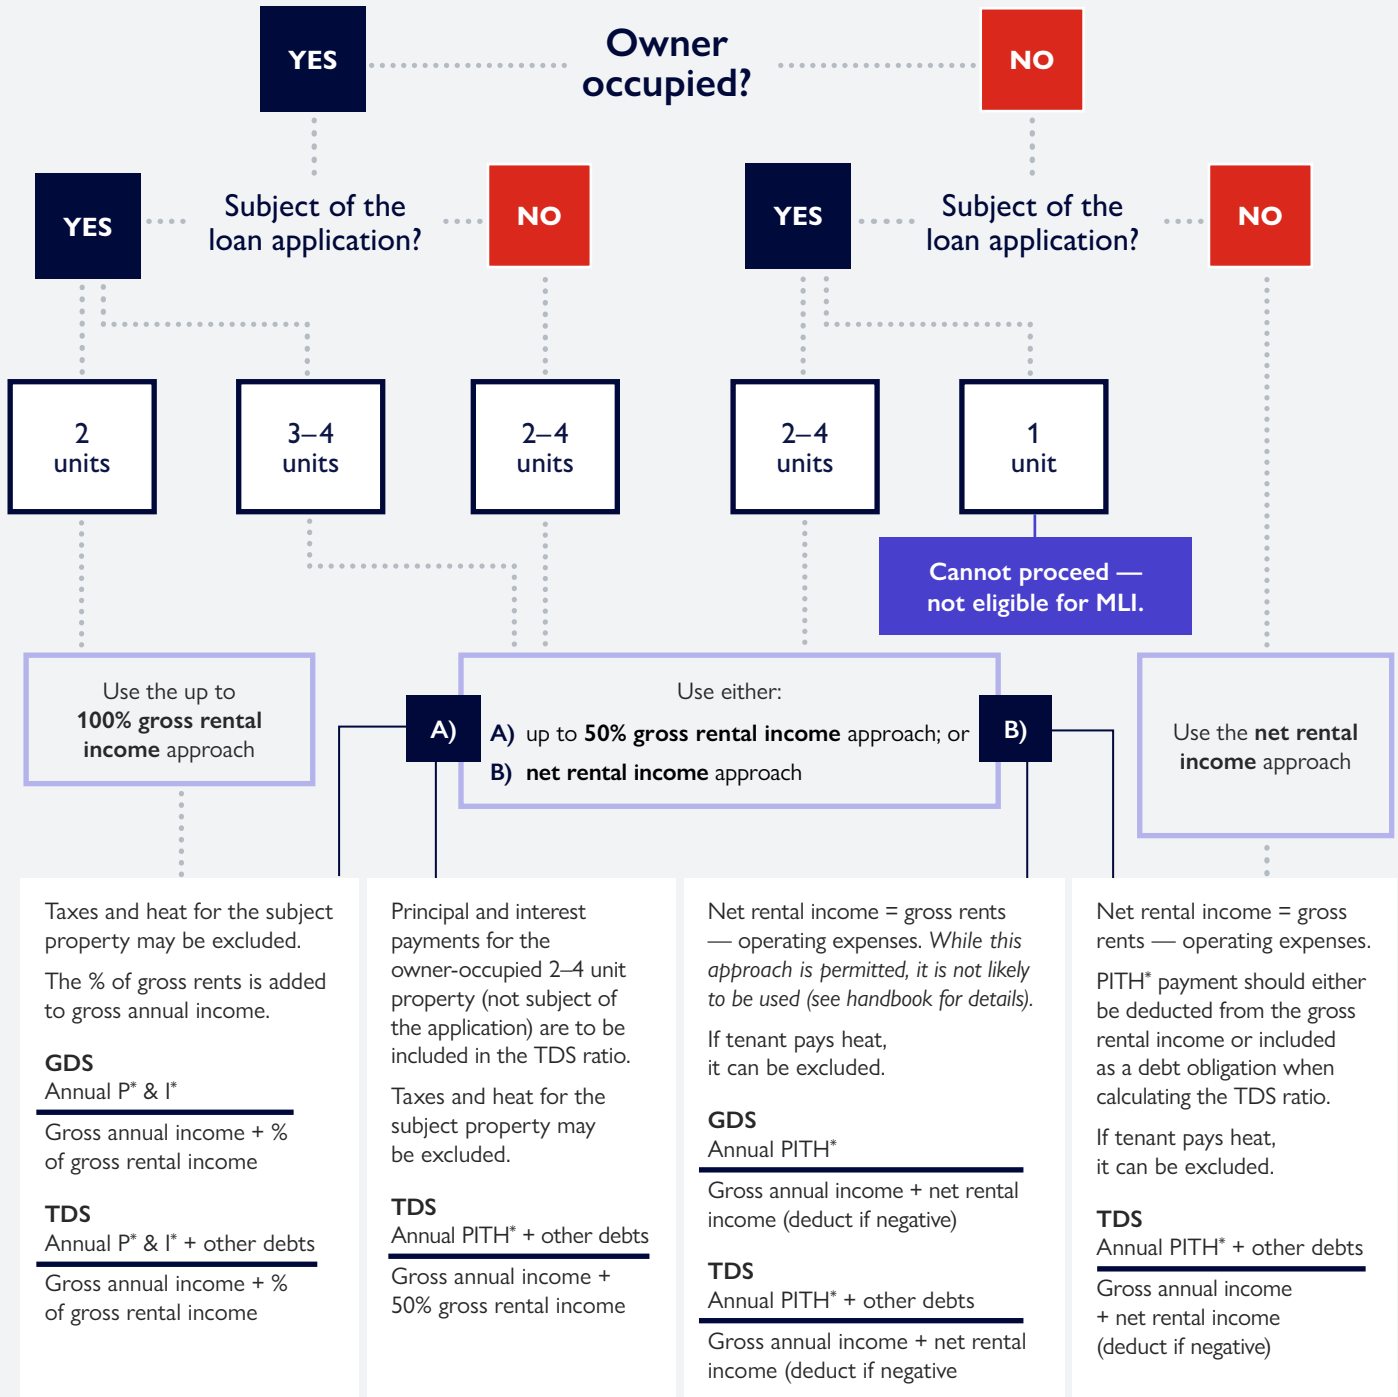 Owner
occupied?
YES
NO
YES
Subject of the
loan application?
NO
YES
Subject of the
loan application?
NO
2
units
3–4
units
2–4
units
2–4
units
1
unit
Cannot proceed —
not eligible for MLI.
Use the up to
100% gross rental
income approach
A)
Use either:
A) up to 50% gross rental income approach; or
B) net rental income approach
B)
Use the net rental
income approach
Taxes and heat for the subject
property may be excluded.
The % of gross rents is added
to gross annual income.
GDS
Annual P* & I*
Gross annual income + %
of gross rental income
TDS
Annual P* & I* + other debts
Gross annual income + %
of gross rental income
Principal and interest
payments for the
owner-occupied 2–4 unit
property (not subject of
the application) are to be
included in the TDS ratio.
Taxes and heat for the
subject property may
be excluded.
TDS
Annual PITH* + other debts
Gross annual income +
50% gross rental income
Net rental income = gross rents
— operating expenses. While this
approach is permitted, it is not likely
to be used (see handbook for details).
If tenant pays heat,
it can be excluded.
GDS
Annual PITH*
Gross annual income + net rental
income (deduct if negative)
TDS
Annual PITH* + other debts
Gross annual income + net rental
income (deduct if negative
Net rental income = gross
rents — operating expenses.
PITH* payment should either
be deducted from the gross
rental income or included
as a debt obligation when
calculating the TDS ratio.
If tenant pays heat,
it can be excluded.
TDS
Annual PITH* + other debts
Gross annual income
+ net rental income
(deduct if negative)